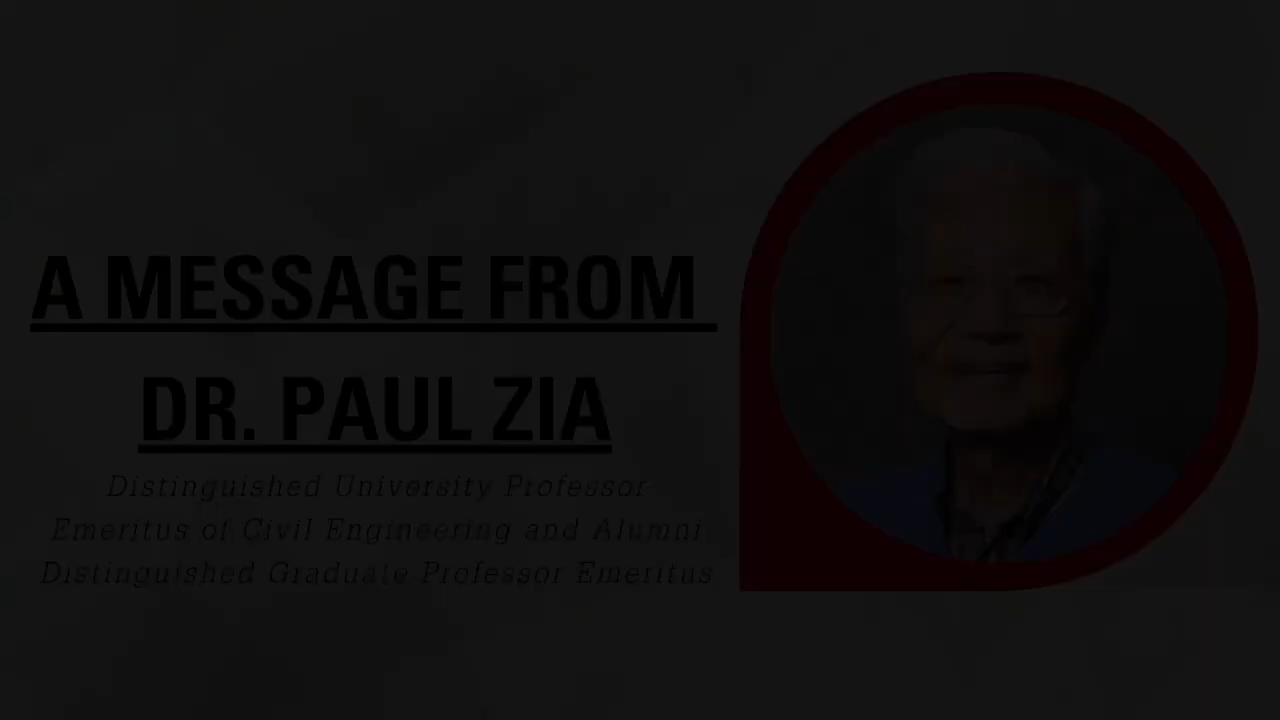 A MESSAGE FROM
DR. PAUL ZIA
Distinguished University Professor
Emeritus of Civil Engineering and Alumni
Distinguished Graduate Professor Emeritus